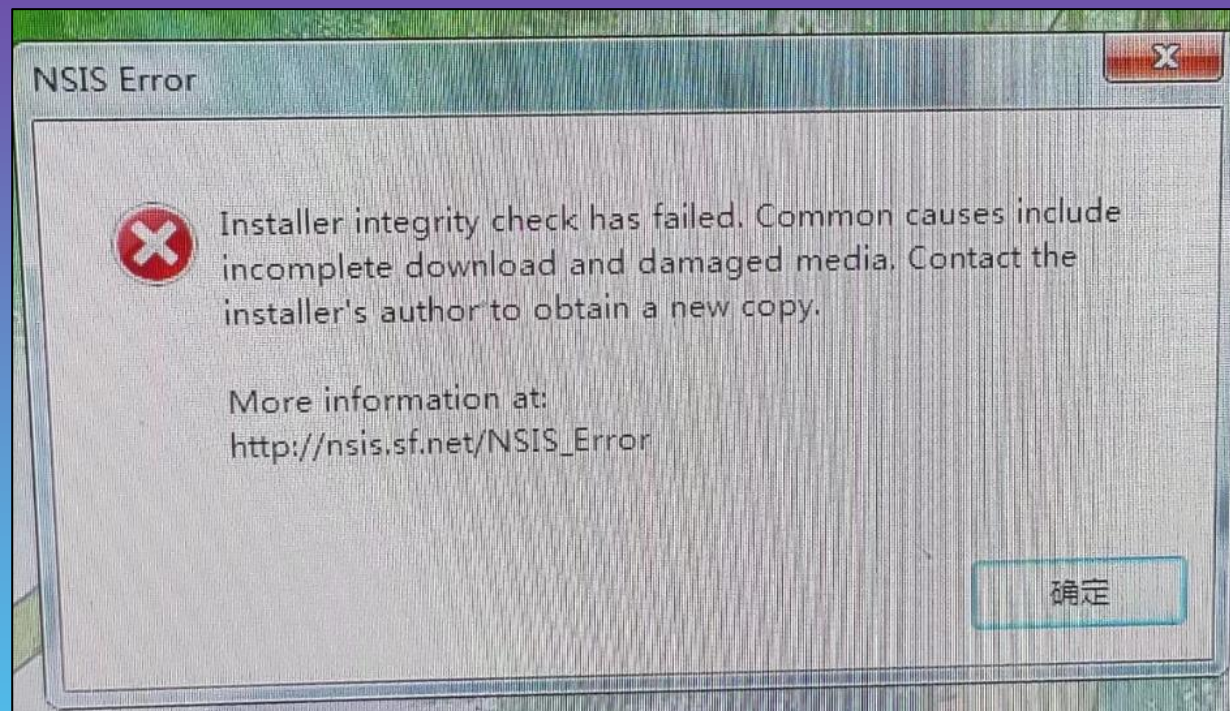 NSIS Error
Installer integrity check has failed. Common causes include
incomplete download and damaged media. Contact the
installer's author to obtain a new copy.
More information at:
http://nsis.sf.net/NSIS_Error
确定